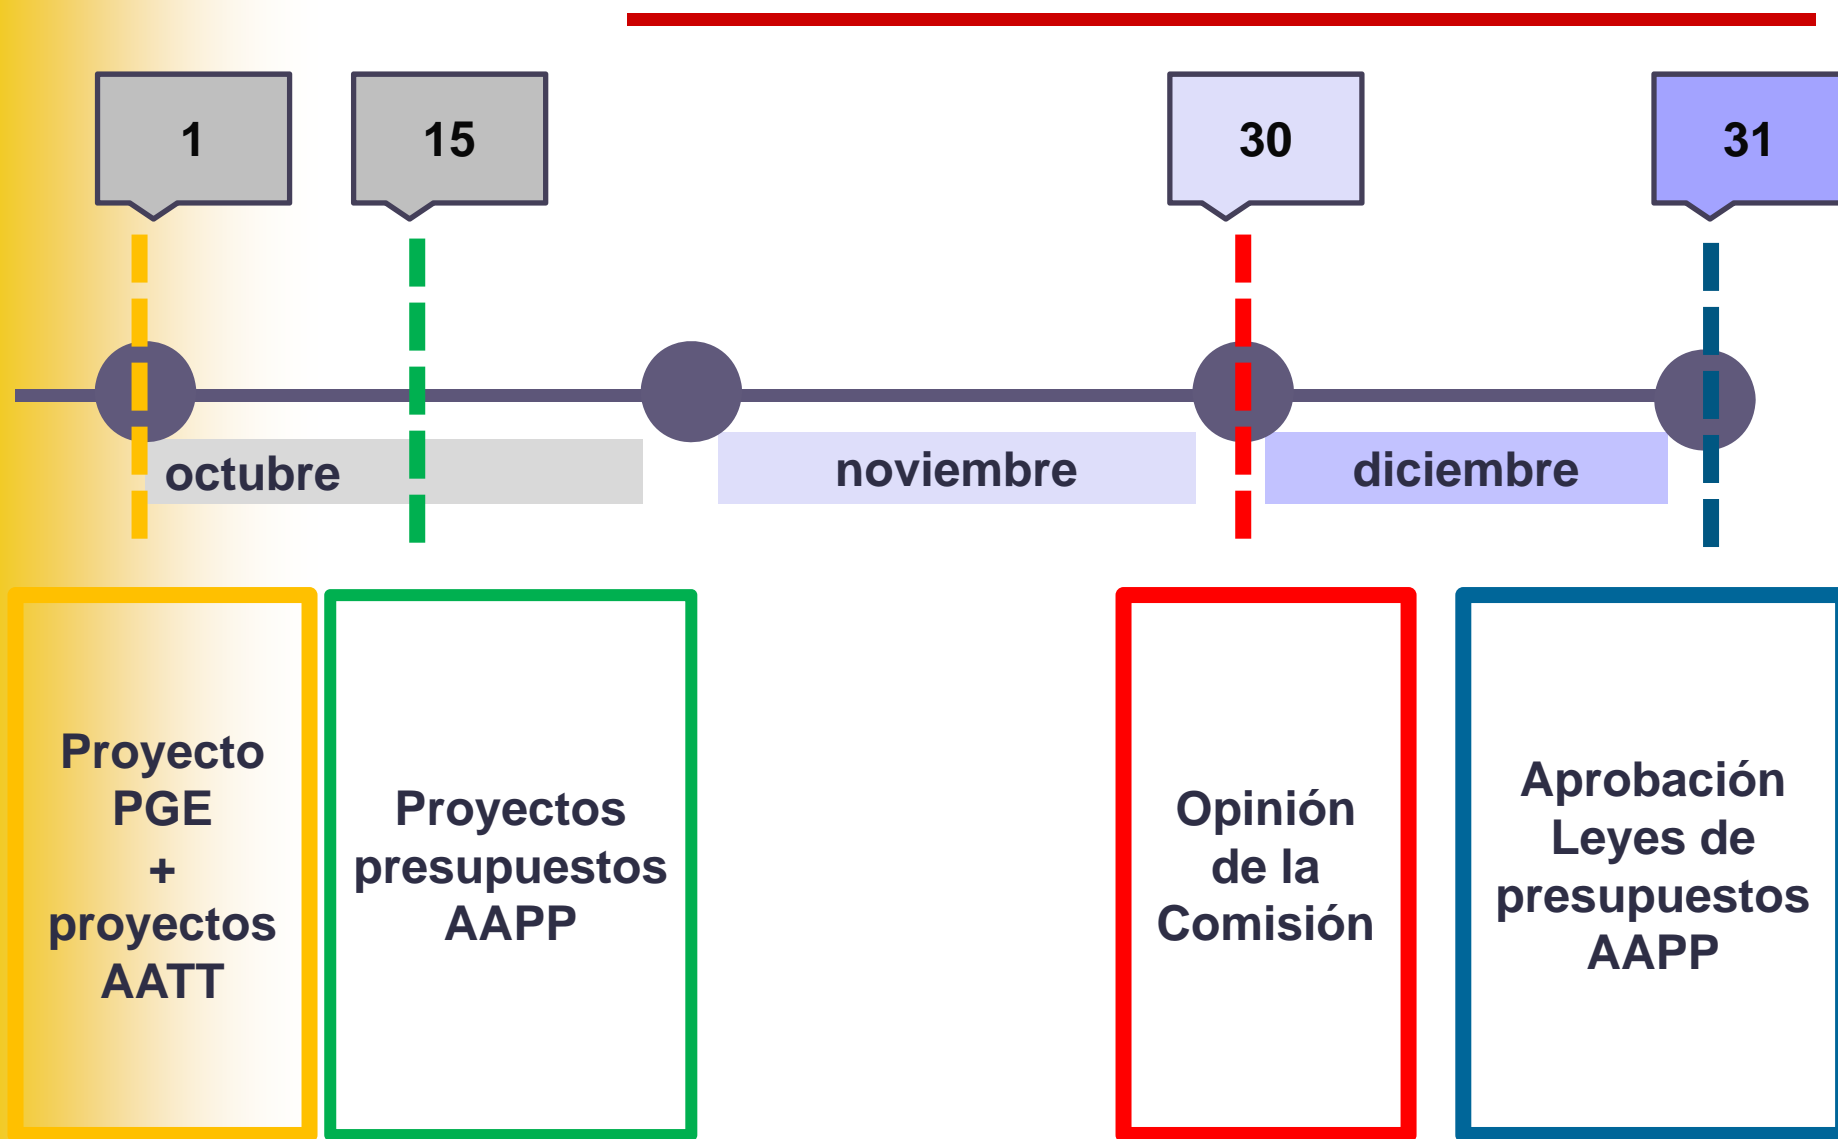 1
15
30
31
octubre
noviembre
diciembre
Proyecto
PGE
+
proyectos
AATT
Proyectos
presupuestos
AAPP
Opinión
de la
Comisión
Aprobación
Leyes de
presupuestos
AAPP